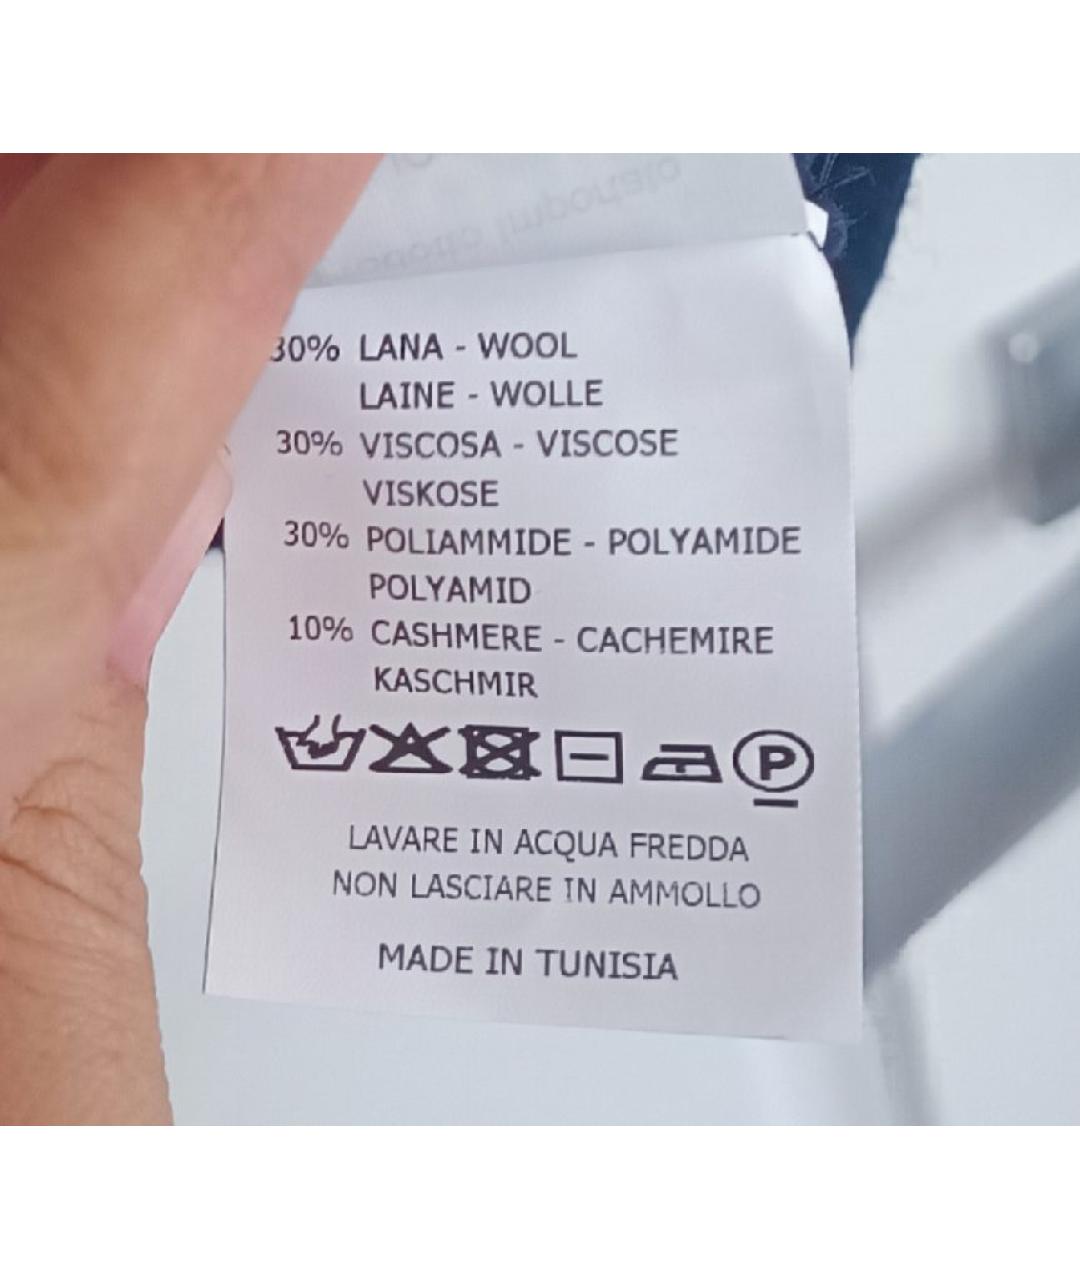 importato
30% LANA - WOOL
LAINE - WOLLE
30% VISCOSA - VISCOSE
VISKOSE
30% POLIAMMIDE - POLYAMIDE
POLYAMID
10% CASHMERE - CACHEMIRE
KASCHMIR
P
LAVARE IN ACQUA FREDDA
NON LASCIARE IN AMMOLLO
MADE IN TUNISIA